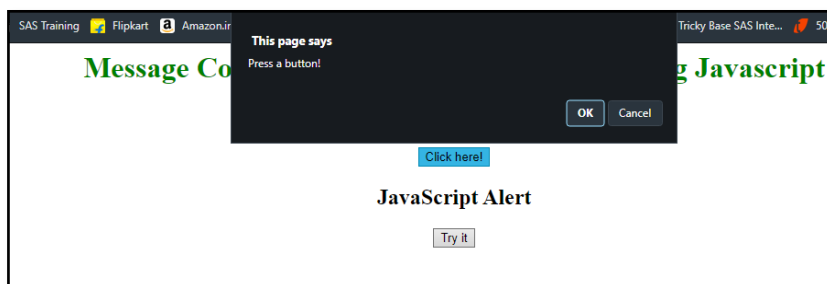 SAS Training Flipkart a Amazon.ir Tricky Base SAS Inte... 50
This page says
Press a button!
OK Cancel
Message Co g Javascript
Click here!
JavaScript Alert
Try it